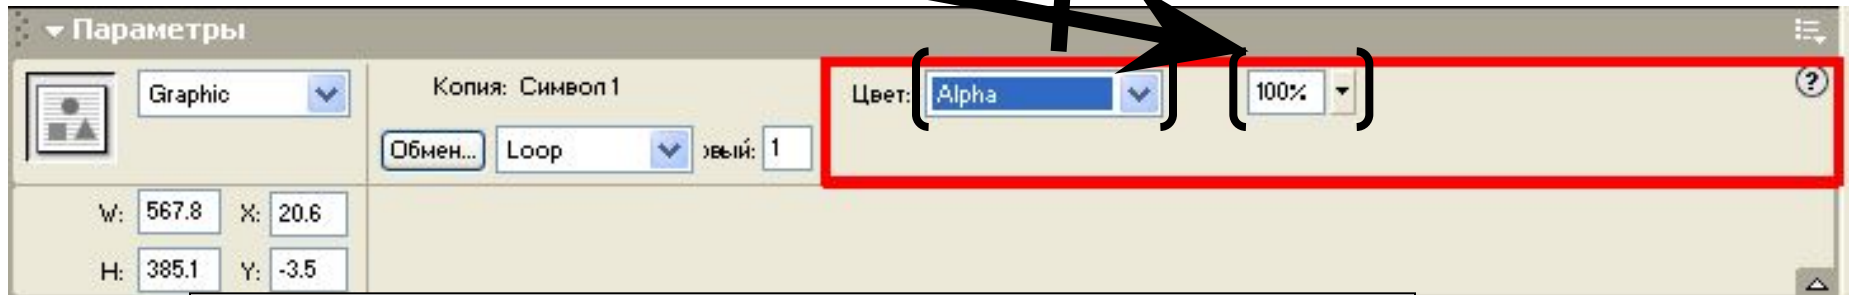 Параметры
Graphic
Копия: Символ 1
Цвет: Alpha
100%
?
Обмен... Loop овый: 1
W: 567.8 X: 20.6
H: 385.1 Y: -3.5